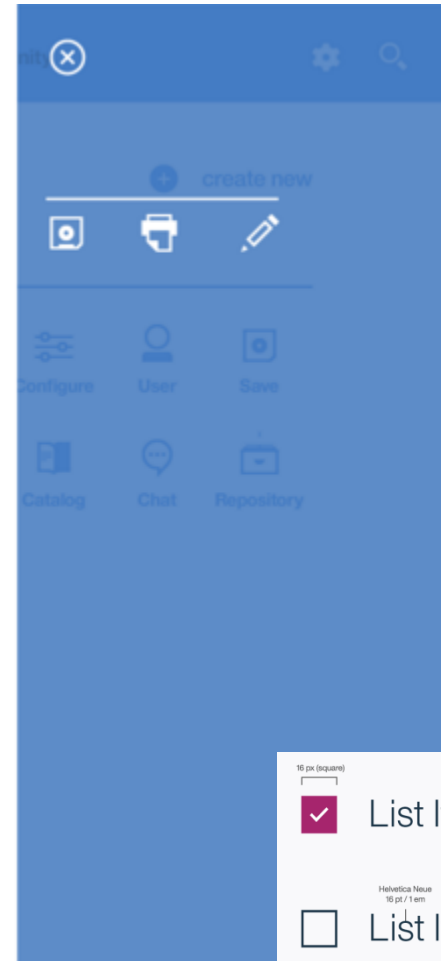 nity
create new
Configure User Save
Catalog Chat Repository
16 px (square)
List I
Helvetica Neue
16 pt / 1 em
List I